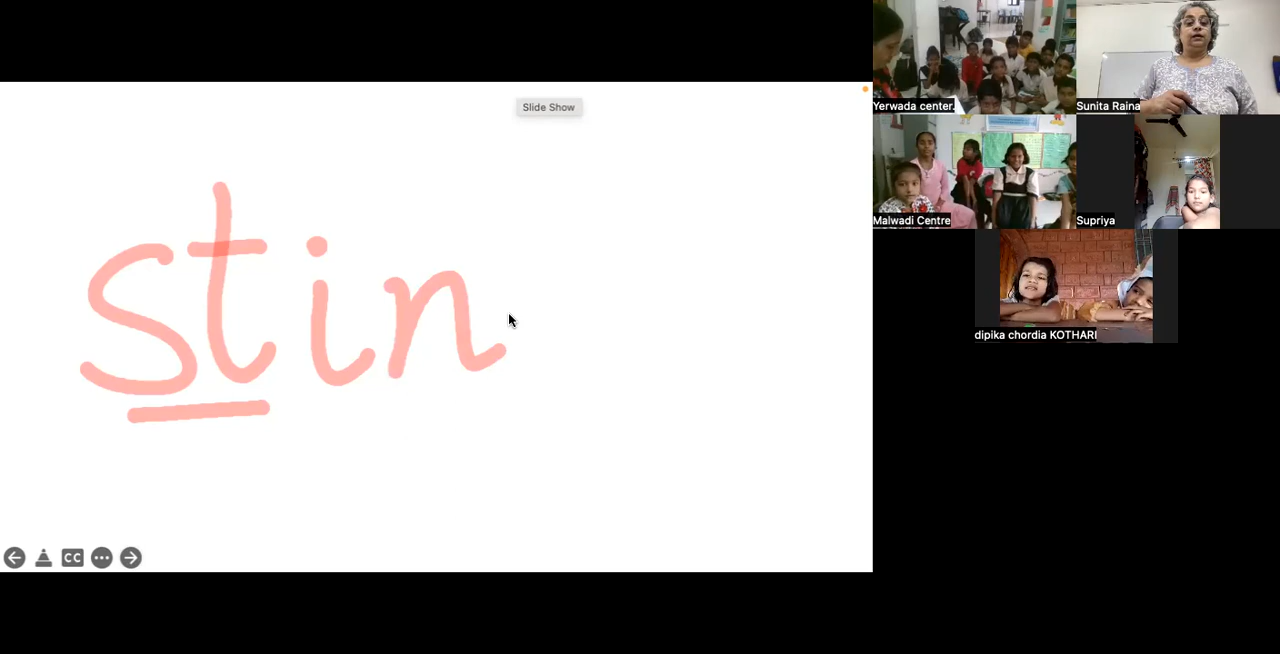 Slide Show
stin
CC
Yerwada center.
Sunita Raina
Malwadi Centre
Supriya
dipika chordia KOTHARI